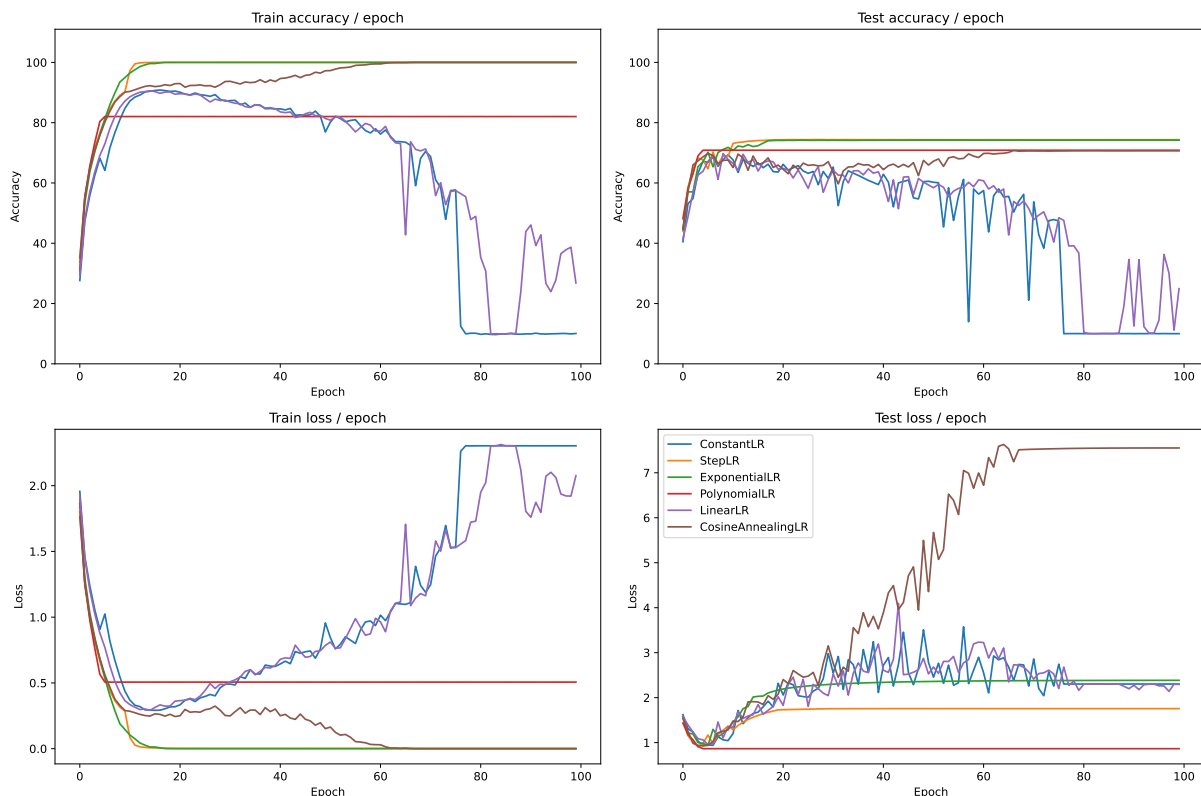 Train accuracy / epoch
100
80
60
40
20
0
Accuracy
0 20 40 60 80 100
Epoch
Test accuracy / epoch
100
80
60
40
20
0
Accuracy
0 20 40 60 80 100
Epoch
Train loss / epoch
2.0
1.5
1.0
0.5
0.0
Loss
0 20 40 60 80 100
Epoch
Test loss / epoch
7
6
5
4
3
2
1
Loss
ConstantLR
StepLR
ExponentialLR
PolynomialLR
LinearLR
CosineAnnealingLR
0 20 40 60 80 100
Epoch